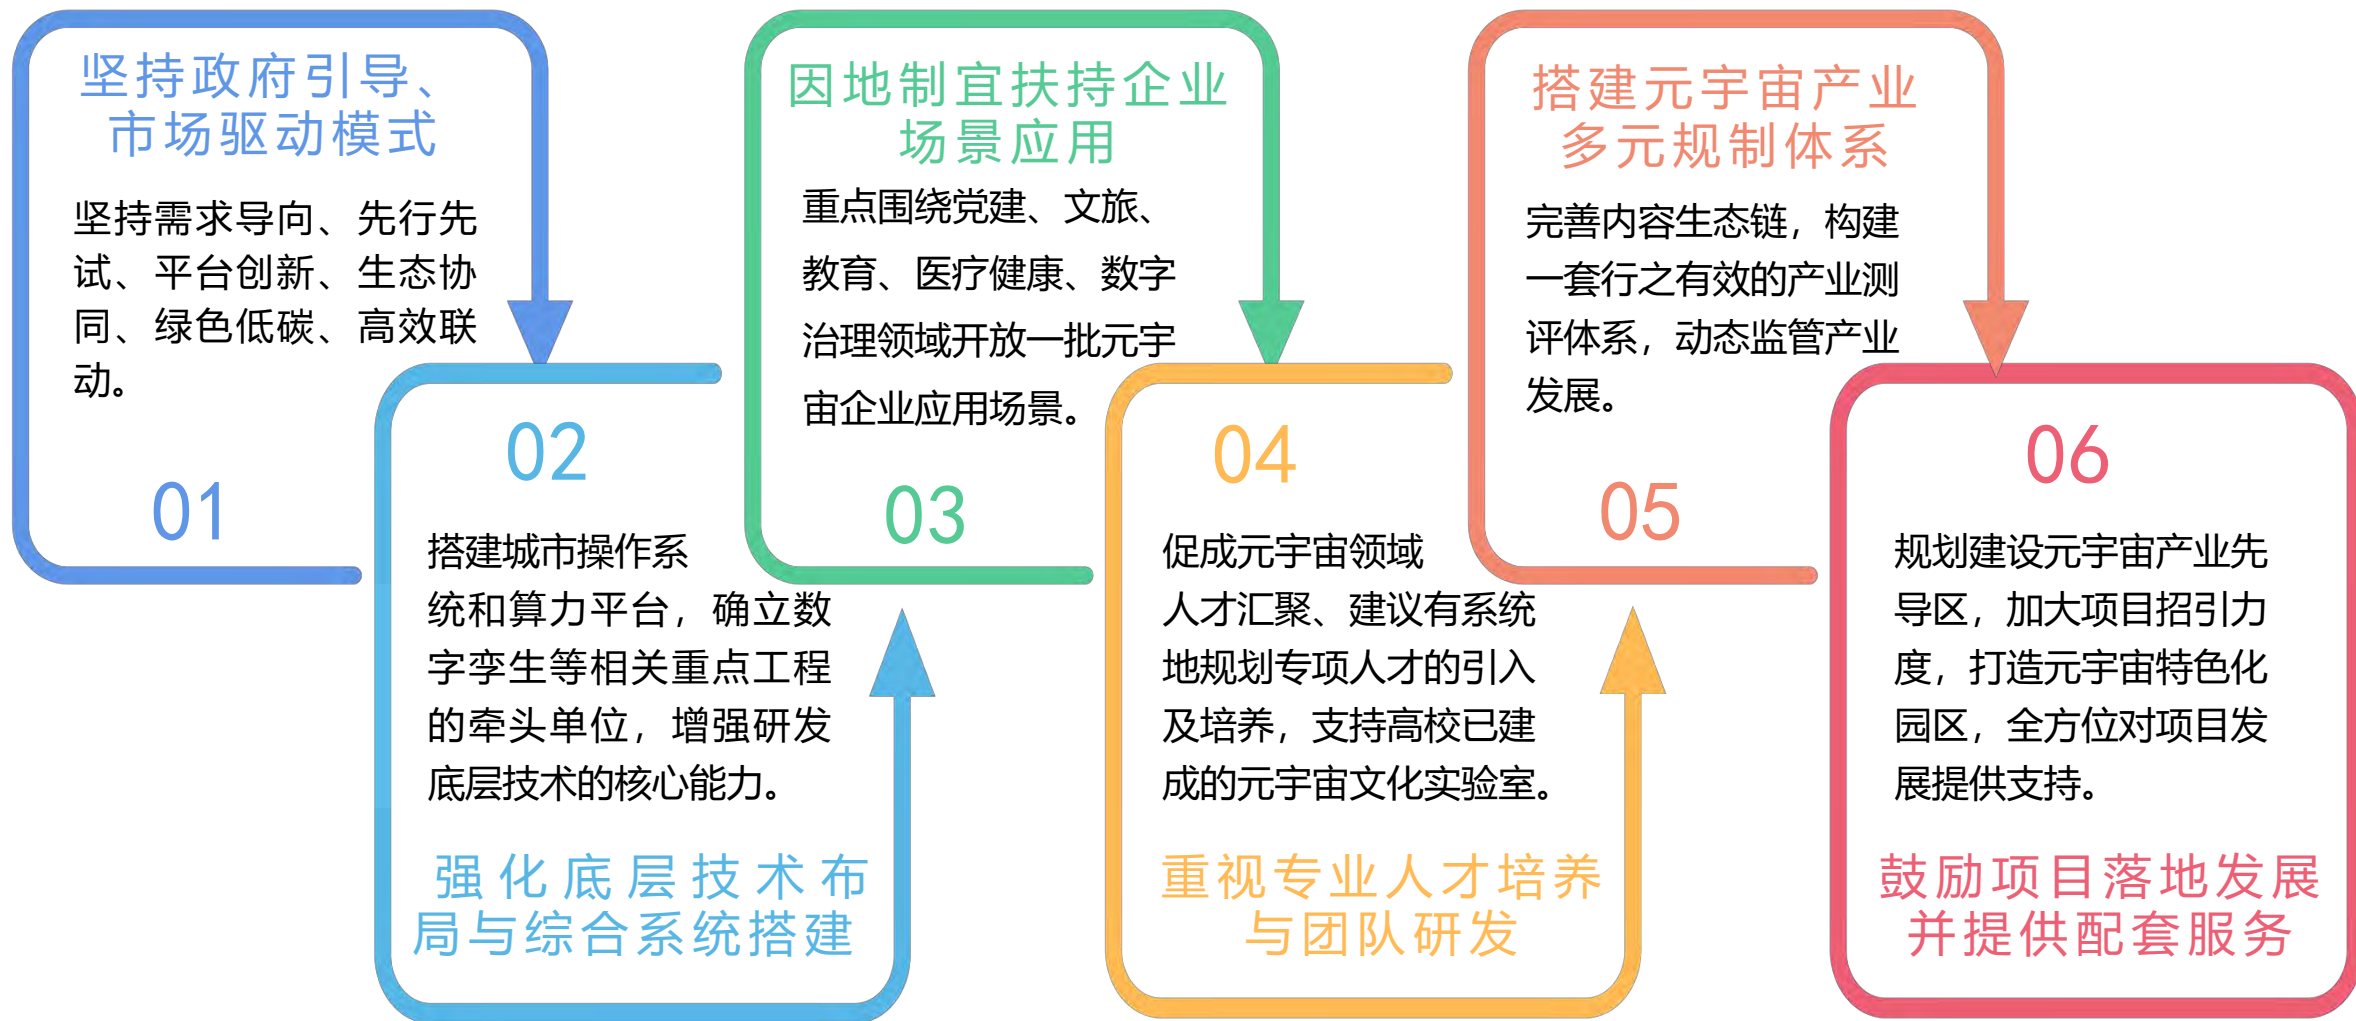 坚持政府引导、
市场驱动模式
坚持需求导向、先行先
试、平台创新、生态协
同、绿色低碳、高效联
动。
01
02
搭建城市操作系
统和算力平台，确立数
字孪生等相关重点工程
的牵头单位，增强研发
底层技术的核心能力。
强化底层技术布
局与综合系统搭建
因地制宜扶持企业
场景应用
重点围绕党建、文旅、
教育、医疗健康、数字
治理领域开放一批元宇
宙企业应用场景。
03
04
促成元宇宙领域
人才汇聚、建议有系统
地规划专项人才的引入
及培养，支持高校已建
成的元宇宙文化实验室。
重视专业人才培养
与团队研发
搭建元宇宙产业
多元规制体系
完善内容生态链，构建
一套行之有效的产业测
评体系，动态监管产业
发展。
05
06
规划建设元宇宙产业先
导区，加大项目招引力
度，打造元宇宙特色化
园区，全方位对项目发
展提供支持。
鼓励项目落地发展
并提供配套服务